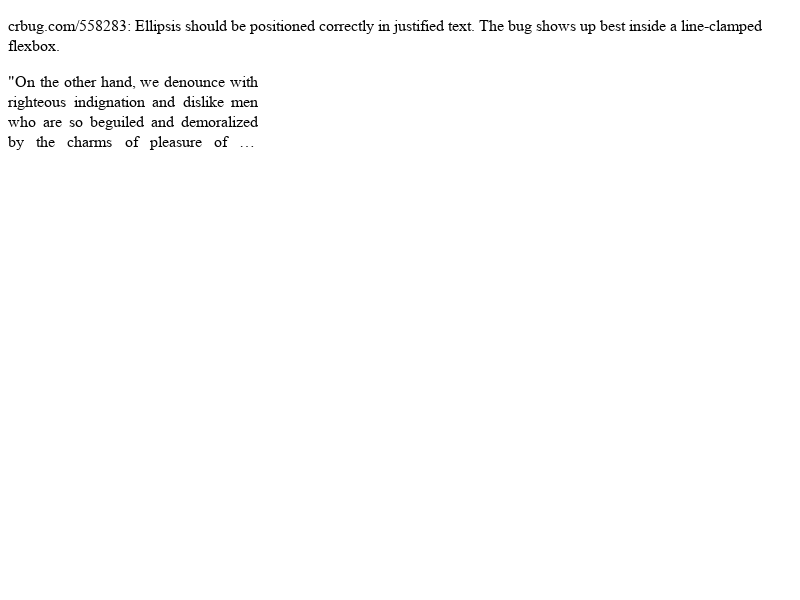 crbug.com/558283: Ellipsis should be positioned correctly in justified text. The bug shows up best inside a line-clamped
flexbox.
"On the other hand, we denounce with
righteous indignation and dislike men
who are so beguiled and demoralized
by the charms of pleasure of …